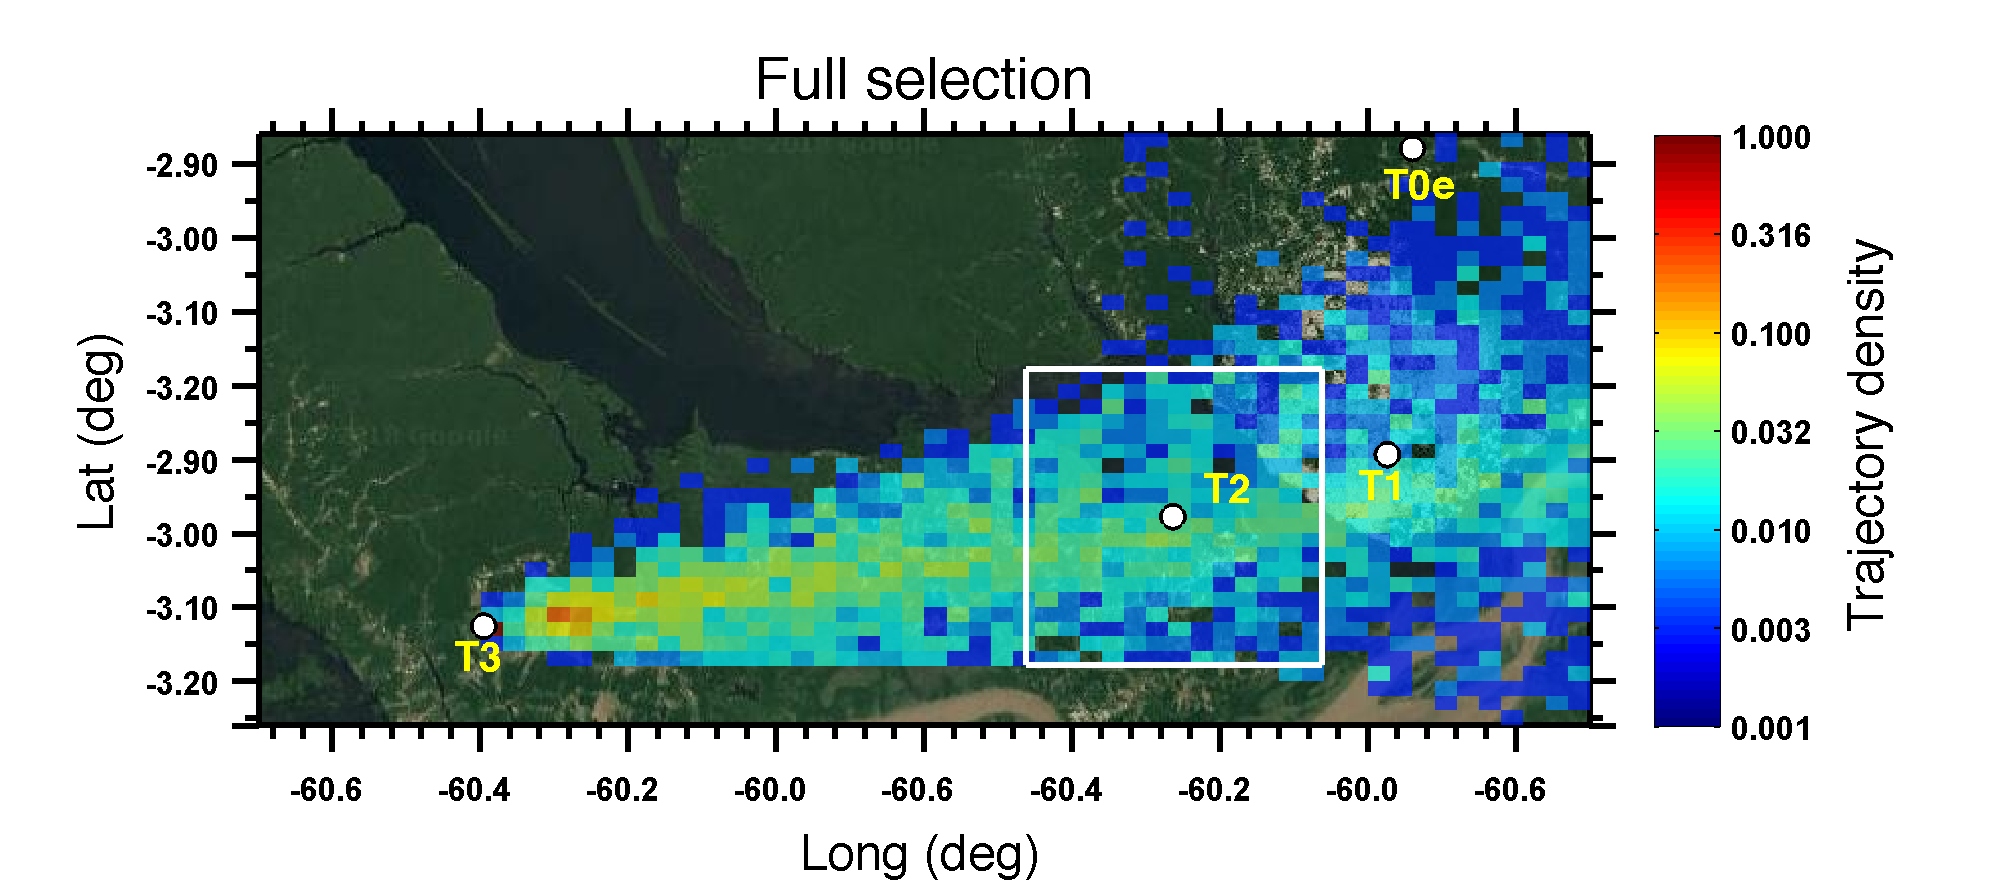 Full selection
-2.90
-3.00
-3.10
-3.20
-2.90
-3.00
-3.10
-3.20
Lat (deg)
T0e
T2
T1
T3
Google
-60.6
-60.4
-60.2
-60.0
-60.6
-60.4
-60.2
-60.0
-60.6
Long (deg)
1.000
0.316
0.100
0.032
0.010
0.003
0.001
Trajectory density